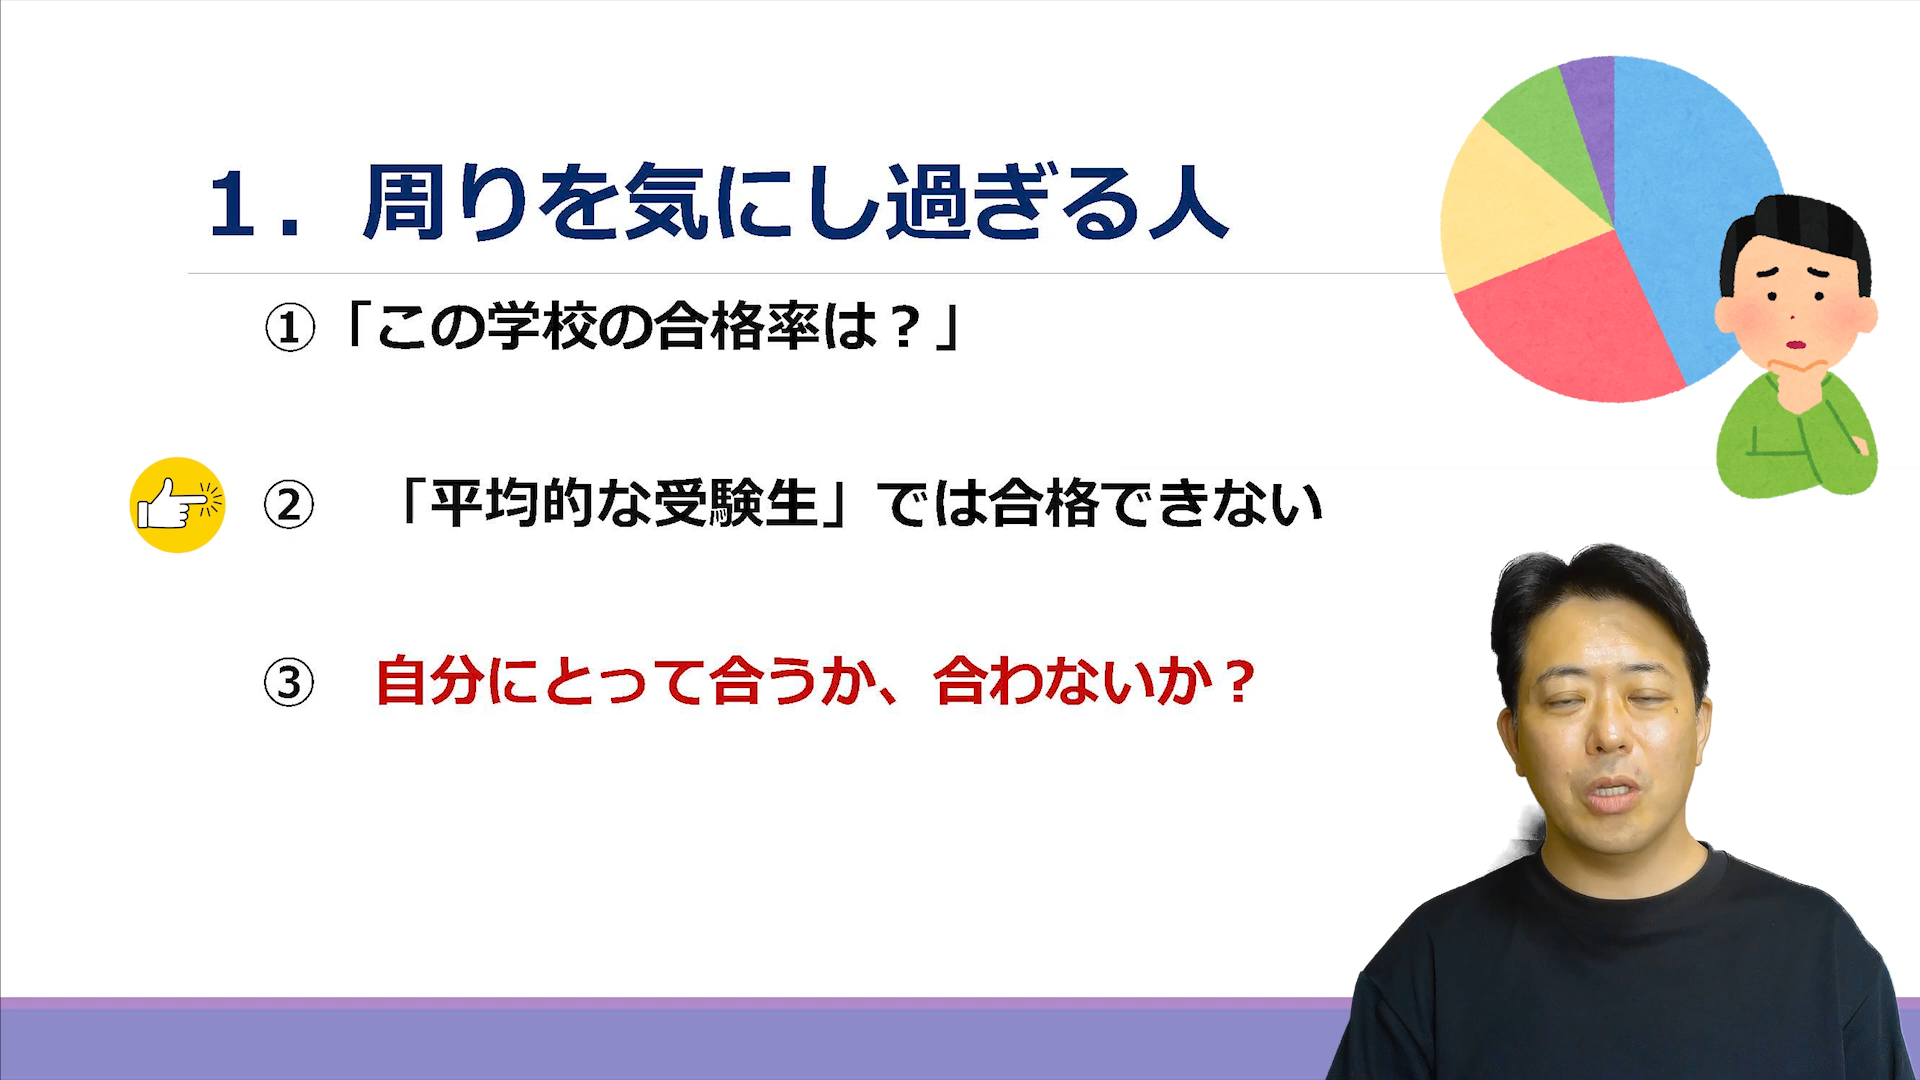 １．周りを気にし過ぎる人
①「この学校の合格率は？」
②　「平均的な受験生」では合格できない
③　自分にとって合うか、合わないか？